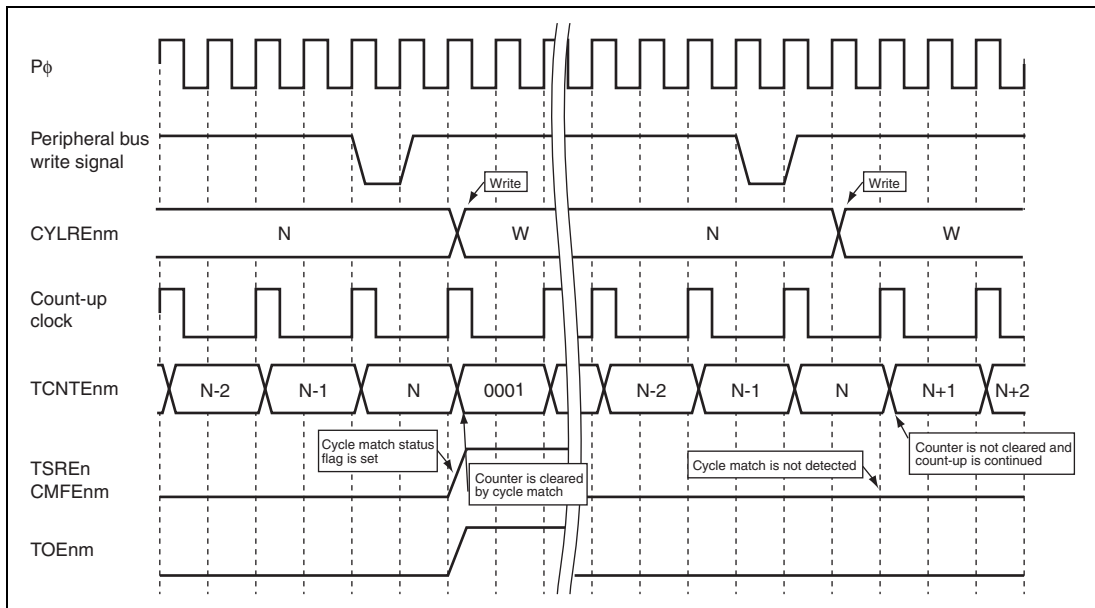 Pϕ
Peripheral bus
write signal
Write
Write
CYLREnm
N
W
N
W
Count-up
clock
TCNTEnm
N-2
N-1
N
0001
N-2
N-1
N
N+1
N+2
Cycle match status
flag is set
Counter is not cleared and
count-up is continued
Cycle match is not detected
TSREn
CMFEnm
Counter is cleared
by cycle match
TOEnm